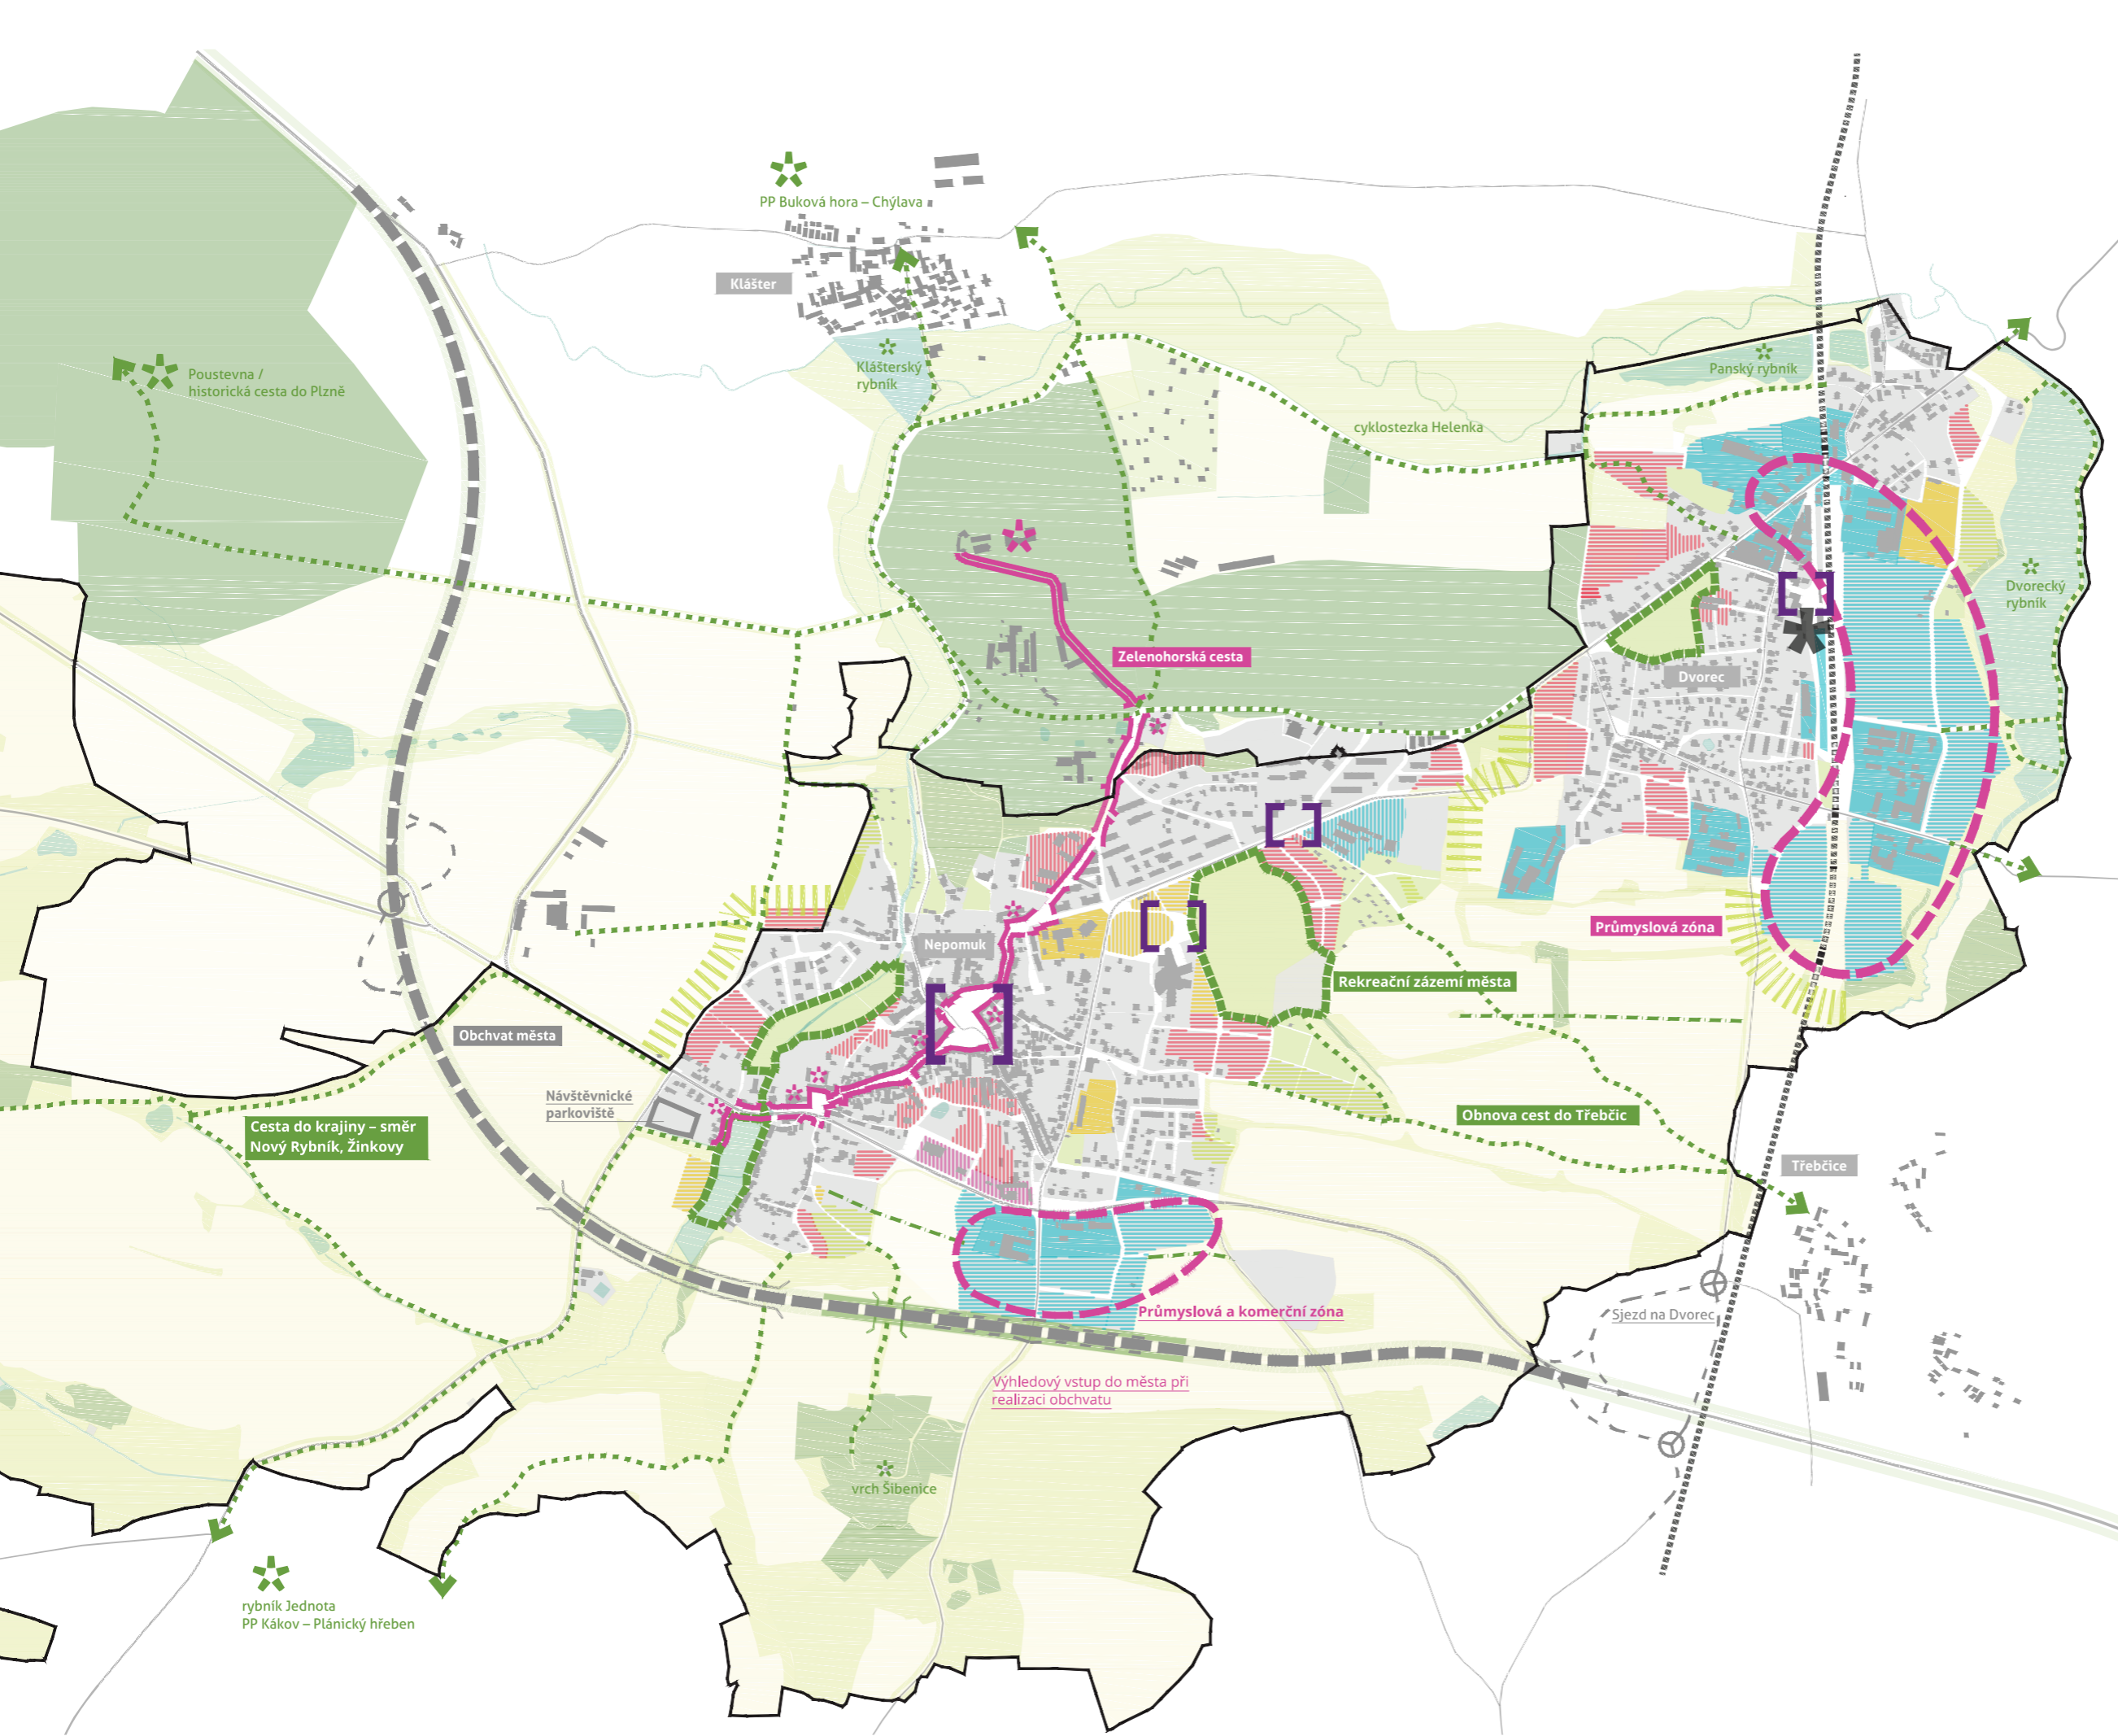 PP Buková hora – Chýlava
Klášter
Klášterský
rybník
Poustevna /
historická cesta do Plzně
Panský rybník
cyklostezka Helenka
Dvorecký
rybník
Zelenohorská cesta
Dvorec
Průmyslová zóna
Nepomuk
Rekreační zázemí města
Obchvat města
Návštěvnické
parkoviště
Obnova cest do Třebčic
Cesta do krajiny – směr
Nový Rybník, Žinkovy
Třebčice
Průmyslová a komerční zóna
Sjezd na Dvorec
Výhledový vstup do města při
realizaci obchvatu
vrch Šibenice
rybník Jednota
PP Kákov – Plánický hřeben